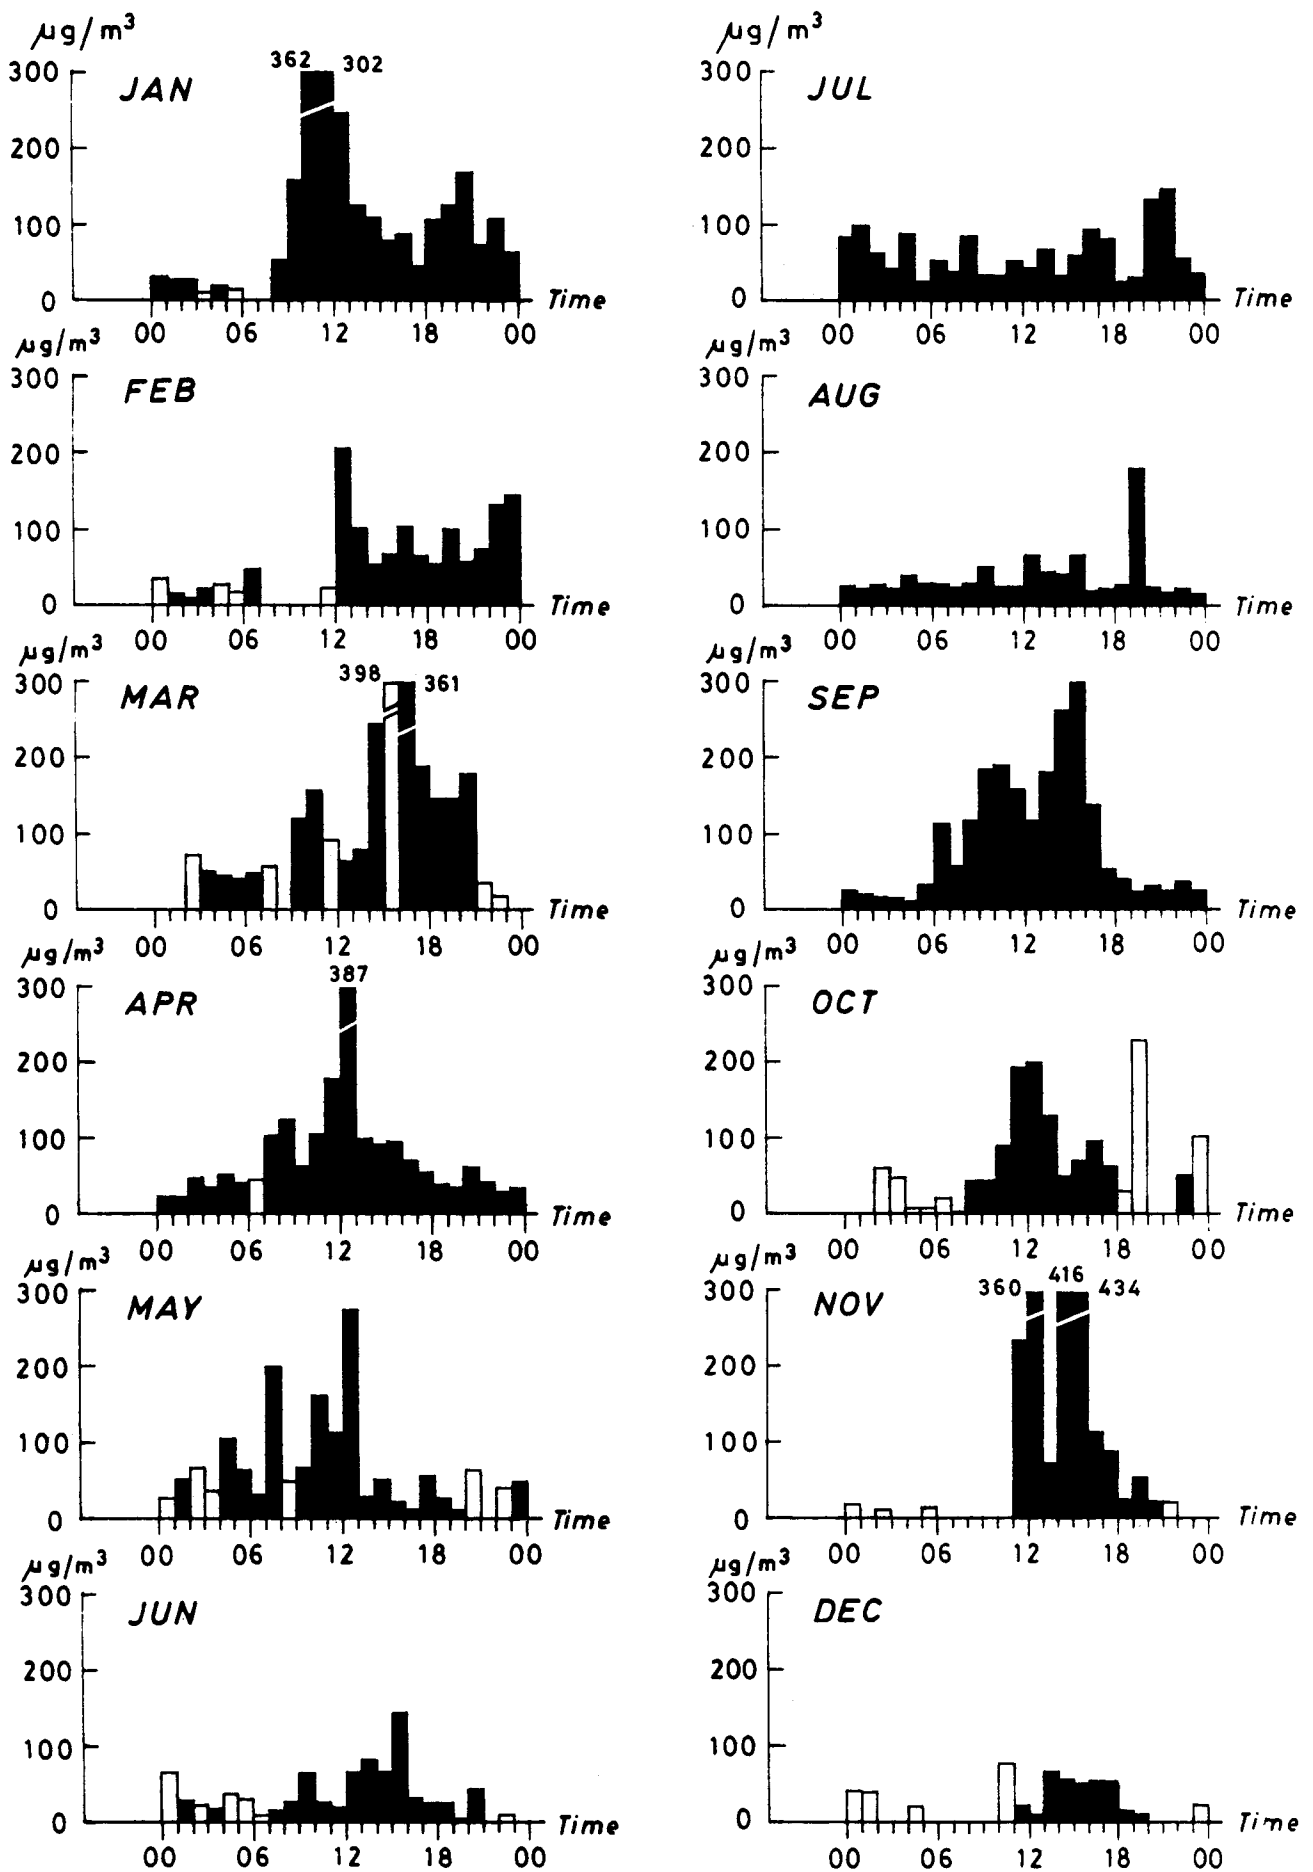 µg/m³
362 302
300 JAN
200
100
0 Time
00 06 12 18 00
µg/m³
300 FEB
200
100
0 Time
00 06 12 18 00
µg/m³
398 361
300 MAR
200
100
0 Time
00 06 12 18 00
µg/m³
387
300 APR
200
100
0 Time
00 06 12 18 00
µg/m³
300 MAY
200
100
0 Time
00 06 12 18 00
µg/m³
300 JUN
200
100
0 Time
00 06 12 18 00
µg/m³
300 JUL
200
100
0 Time
00 06 12 18 00
µg/m³
300 AUG
200
100
0 Time
00 06 12 18 00
µg/m³
300 SEP
200
100
0 Time
00 06 12 18 00
µg/m³
300 OCT
200
100
0 Time
00 06 12 18 00
µg/m³
360 416 434
300 NOV
200
100
0 Time
00 06 12 18 00
µg/m³
300 DEC
200
100
0 Time
00 06 12 18 00